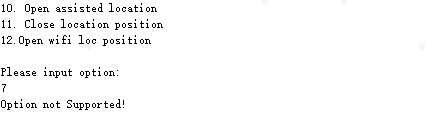 10. Open assisted location
11. Close location position
12.Open wifi loc position
Please input option:
7
Option not Supported!